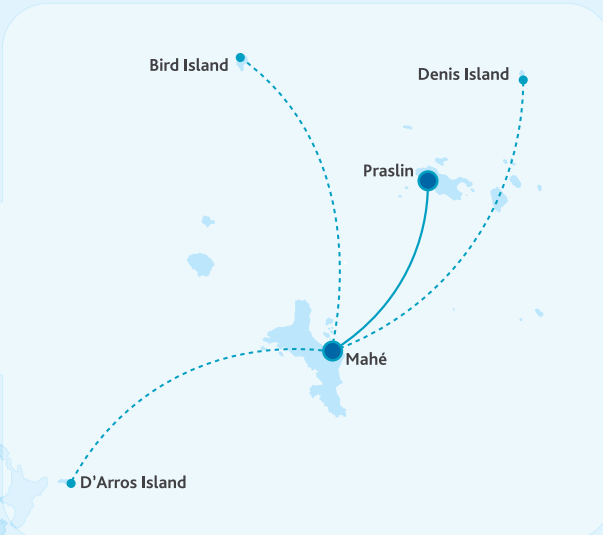 Bird Island
Denis Island
Praslin
Mahé
D'Arros Island